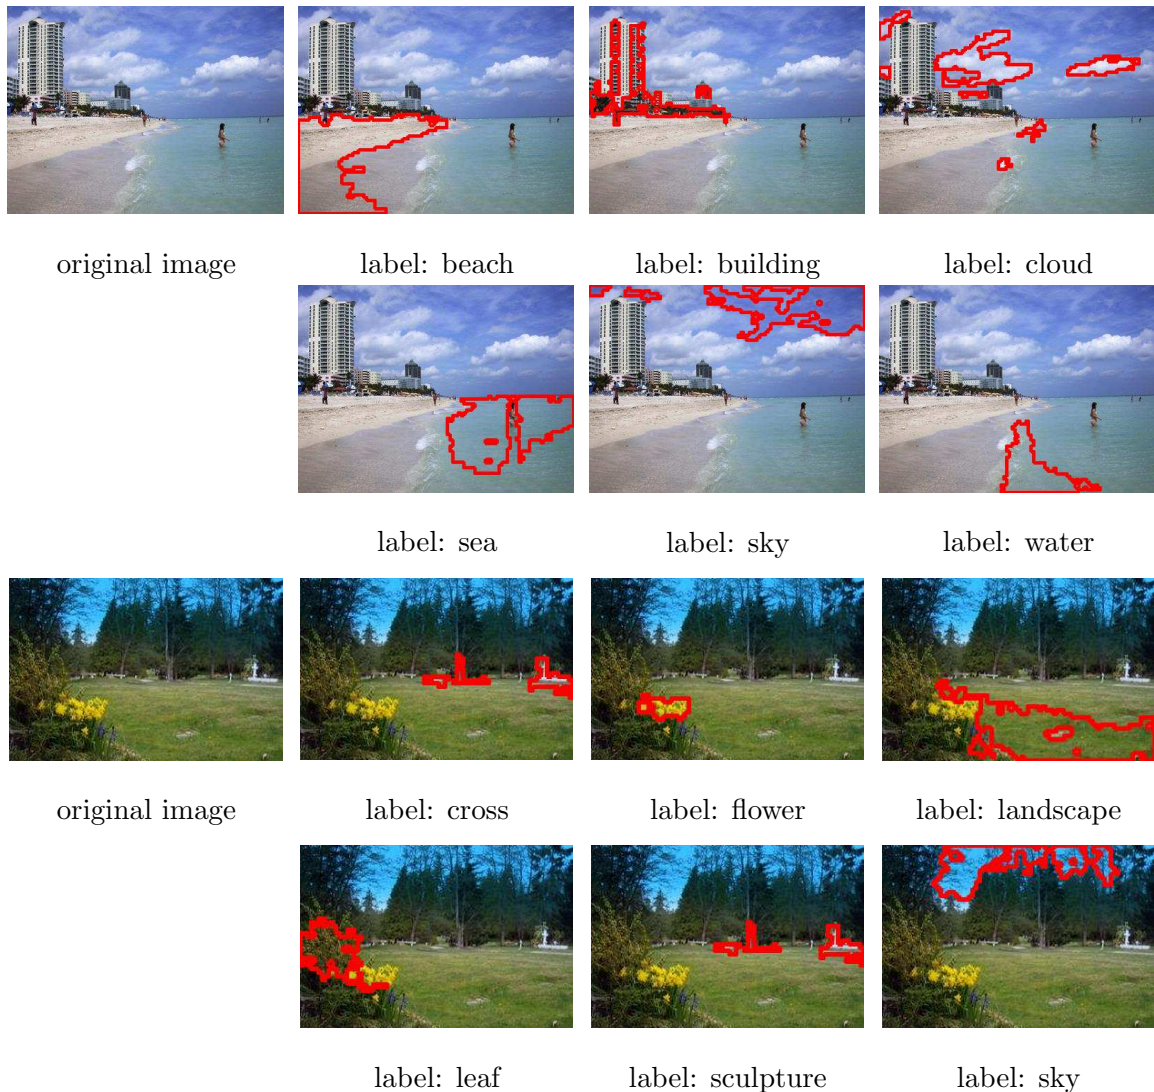 original image
label: beach
label: building
label: cloud
label: sea
label: sky
label: water
original image
label: cross
label: flower
label: landscape
label: leaf
label: sculpture
label: sky